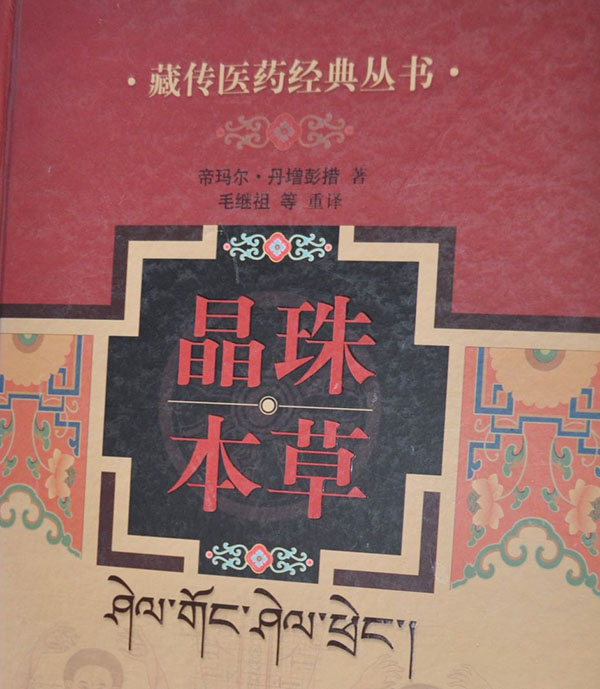 ·藏传医药经典丛书·
帝玛尔·丹增彭措 著
毛继祖 等 重译
晶珠
本草
ཤེལ་གོང་ཤེལ་ཕྲེང་།